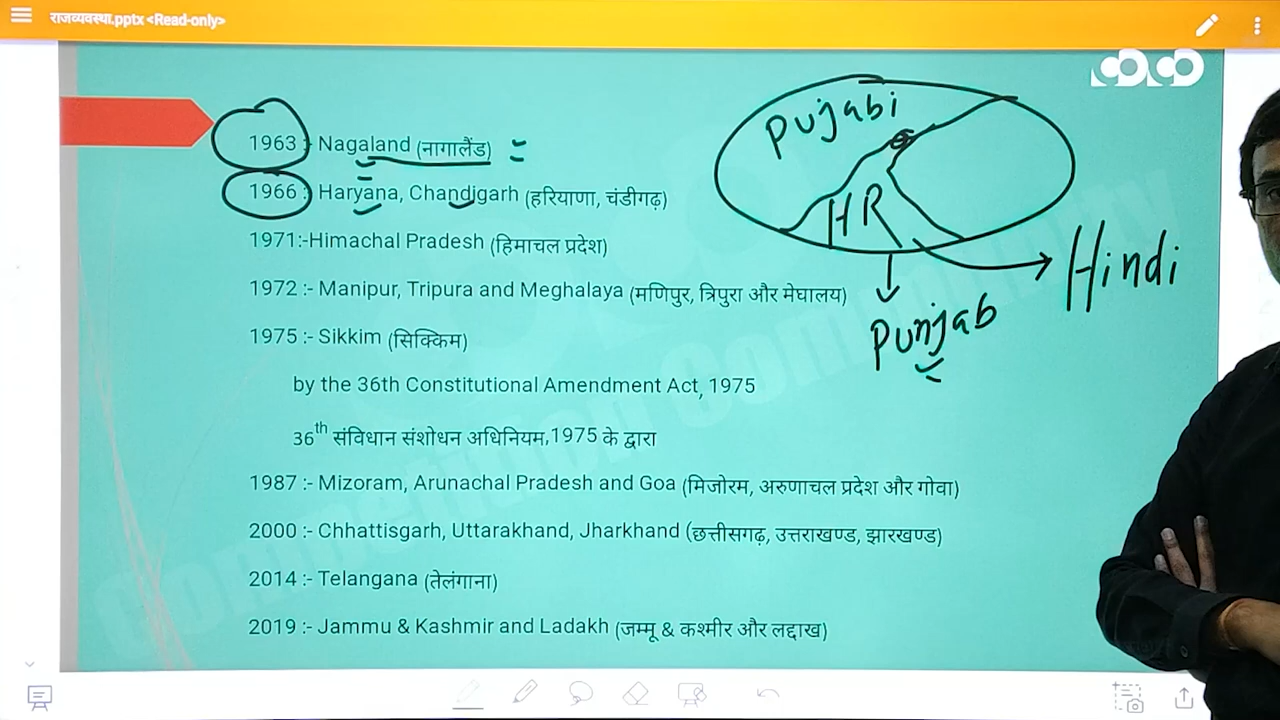 राजव्यवस्था.pptx <Read-only>
COCO
1963 :- Nagaland (नागालैंड)
1966 :- Haryana, Chandigarh (हरियाणा, चंडीगढ़)
1971:-Himachal Pradesh (हिमाचल प्रदेश)
1972 :- Manipur, Tripura and Meghalaya (मणिपुर, त्रिपुरा और मेघालय)
1975 :- Sikkim (सिक्किम)
by the 36th Constitutional Amendment Act, 1975
36th संविधान संशोधन अधिनियम,1975 के द्वारा
1987 :- Mizoram, Arunachal Pradesh and Goa (मिजोरम, अरुणाचल प्रदेश और गोवा)
2000 :- Chhattisgarh, Uttarakhand, Jharkhand (छत्तीसगढ़, उत्तराखण्ड, झारखण्ड)
2014 :- Telangana (तेलंगाना)
2019 :- Jammu & Kashmir and Ladakh (जम्मू & कश्मीर और लद्दाख)
Pujabi
HR
Hindi
Punjab